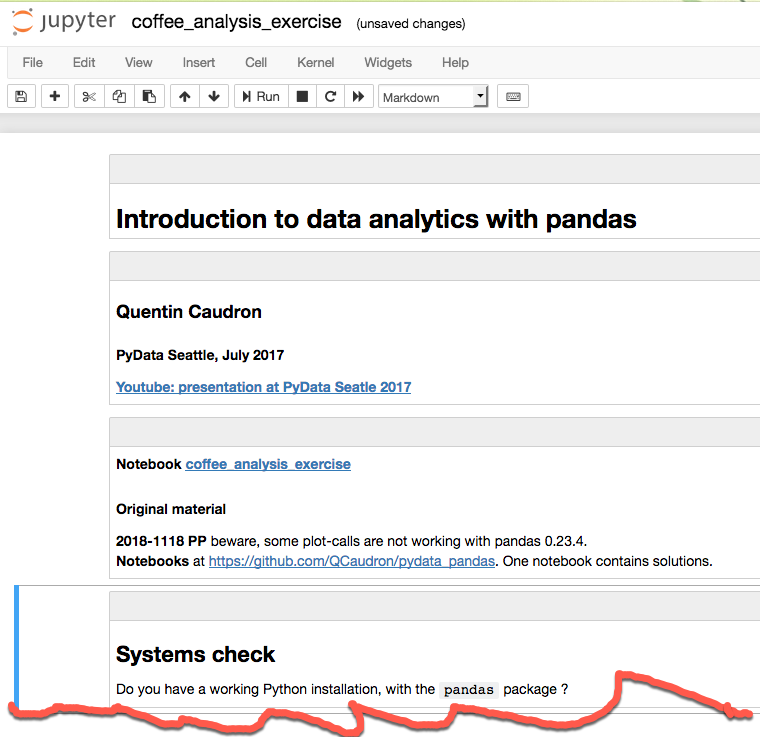 jupyter coffee_analysis_exercise (unsaved changes)
File Edit View Insert Cell Kernel Widgets Help
Run Markdown
Introduction to data analytics with pandas
Quentin Caudron
PyData Seattle, July 2017
Youtube: presentation at PyData Seatle 2017
Notebook coffee_analysis_exercise
Original material
2018-1118 PP beware, some plot-calls are not working with pandas 0.23.4.
Notebooks at https://github.com/QCaudron/pydata_pandas. One notebook contains solutions.
Systems check
Do you have a working Python installation, with the pandas package ?